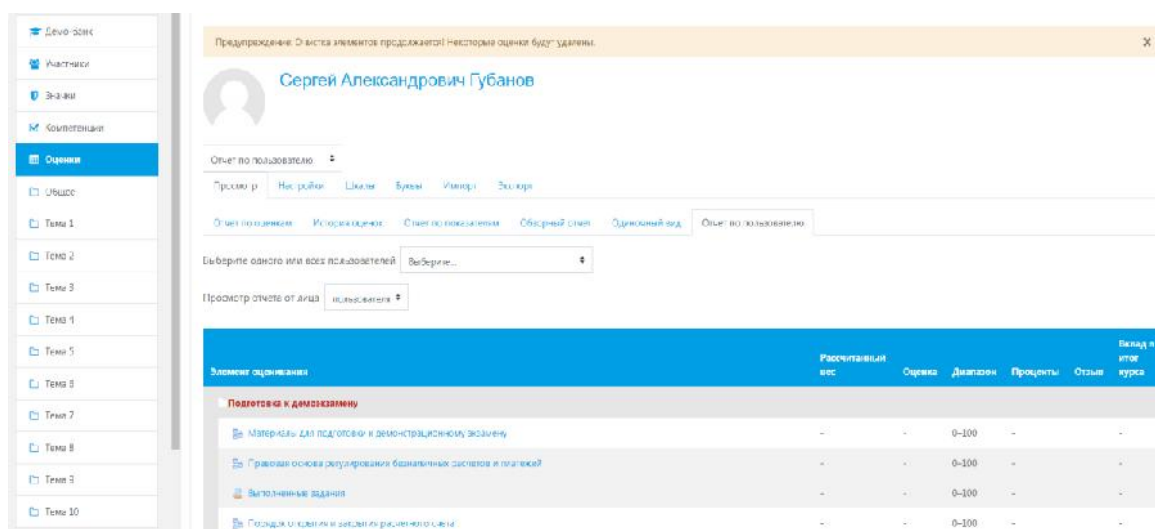 Демо-банк
Предупреждение: Очистка элементов продолжается! Некоторые оценки будут удалены.
×
Участники
Сергей Александрович Губанов
Значки
Компетенции
Оценки
Отчет по пользователю
Общее
Просмотр Настройки Шкалы Буквы Импорт Экспорт
Тема 1
Отчет по оценкам История оценок Отчет по показателям Обзорный отчет Одиночный вид Отчет по пользователю
Тема 2
Выберите одного или всех пользователей Выберите...
Тема 3
Просмотр отчета от лица пользователя
Тема 4
Тема 5
Тема 6
Тема 7
Тема 8
Тема 9
Тема 10
Элемент оценивания Рассчитанный вес Оценка Диапазон Проценты Отзыв Вклад в итог курса
Подготовка к демоэкзамену
Материалы для подготовки к демонстрационному экзамену - - 0–100 - -
Правовая основа регулирования безналичных расчетов и платежей - - 0–100 - -
Выполненные задания - - 0–100 - -
Порядок открытия и закрытия расчетного счета - - 0–100 - -